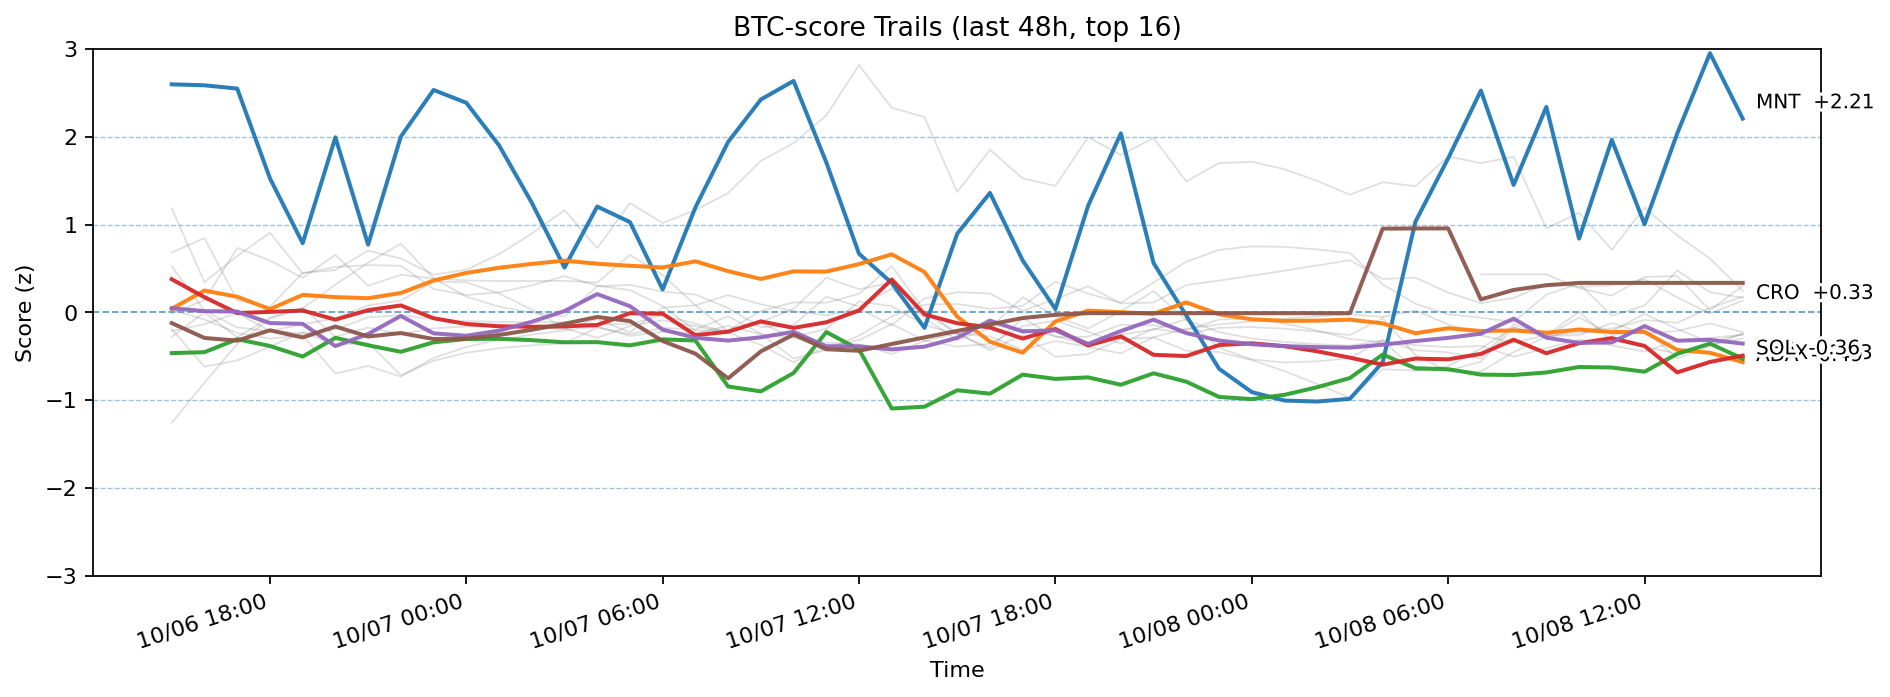 BTC-score Trails (last 48h, top 16)
Score (z)
3
2
1
0
−1
−2
−3
MNT +2.21
CRO +0.33
SOL -0.36
10/06 18:00
10/07 00:00
10/07 06:00
10/07 12:00
10/07 18:00
10/08 00:00
10/08 06:00
10/08 12:00
Time